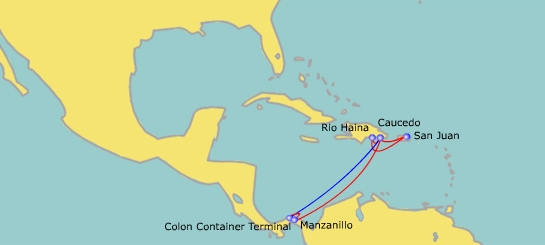 Caucedo
Rio Haina
San Juan
Colon Container Terminal
Manzanillo